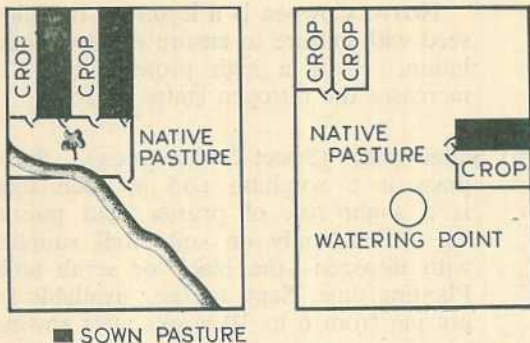 CROP
CROP
NATIVE
PASTURE
CROP
CROP
NATIVE
PASTURE
CROP
WATERING POINT
SOWN PASTURE